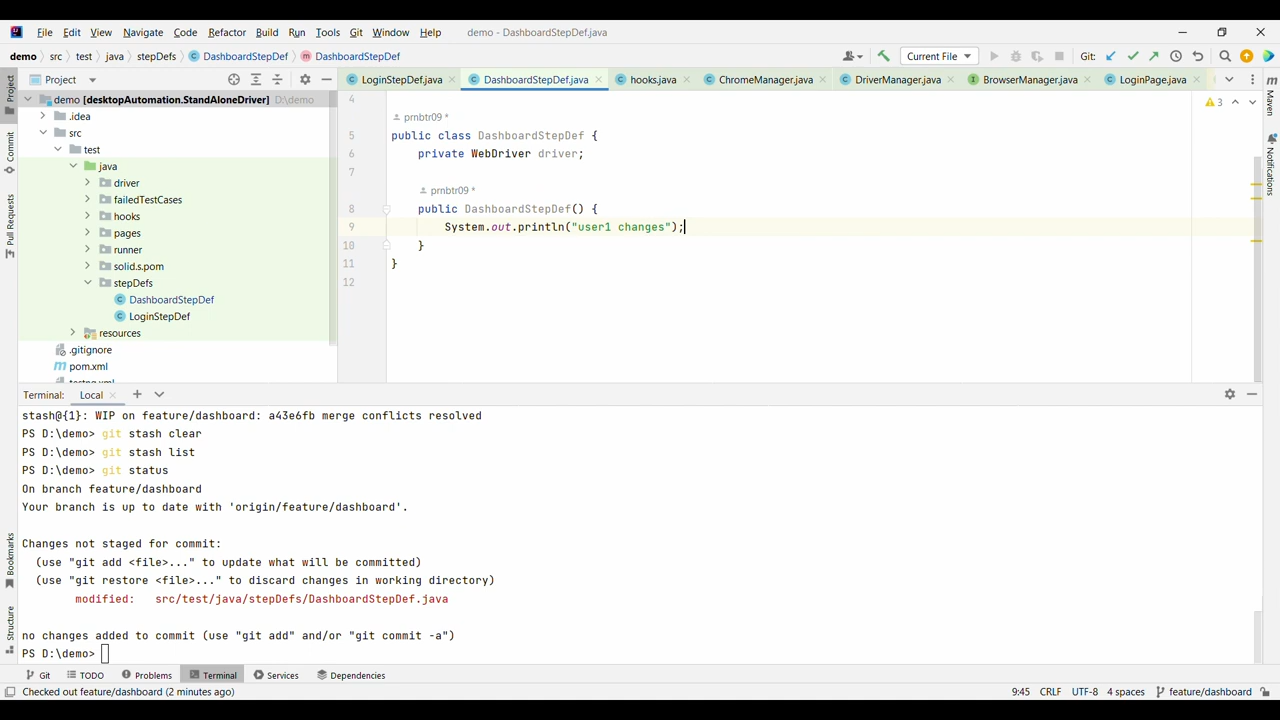 File Edit View Navigate Code Refactor Build Run Tools Git Window Help demo - DashboardStepDef.java
demo src test java stepDefs DashboardStepDef DashboardStepDef Current File Git:
Project LoginStepDef.java DashboardStepDef.java hooks.java ChromeManager.java DriverManager.java BrowserManager.java LoginPage.java
Project
Commit
Pull Requests
Bookmarks
Structure
Maven
Notifications
demo [desktopAutomation.StandAloneDriver] D:\demo
.idea
src
test
java
driver
failedTestCases
hooks
pages
runner
solid.s.pom
stepDefs
DashboardStepDef
LoginStepDef
resources
.gitignore
pom.xml
testng.xml
3
4
prnbtr09 *
5 public class DashboardStepDef {
6 private WebDriver driver;
7
prnbtr09 *
8 public DashboardStepDef() {
9 System.out.println("user1 changes");
10 }
11 }
12
Terminal: Local
stash@{1}: WIP on feature/dashboard: a43e6fb merge conflicts resolved
PS D:\demo> git stash clear
PS D:\demo> git stash list
PS D:\demo> git status
On branch feature/dashboard
Your branch is up to date with 'origin/feature/dashboard'.
Changes not staged for commit:
(use "git add <file>..." to update what will be committed)
(use "git restore <file>..." to discard changes in working directory)
modified: src/test/java/stepDefs/DashboardStepDef.java
no changes added to commit (use "git add" and/or "git commit -a")
PS D:\demo>
Git TODO Problems Terminal Services Dependencies
Checked out feature/dashboard (2 minutes ago) 9:45 CRLF UTF-8 4 spaces feature/dashboard